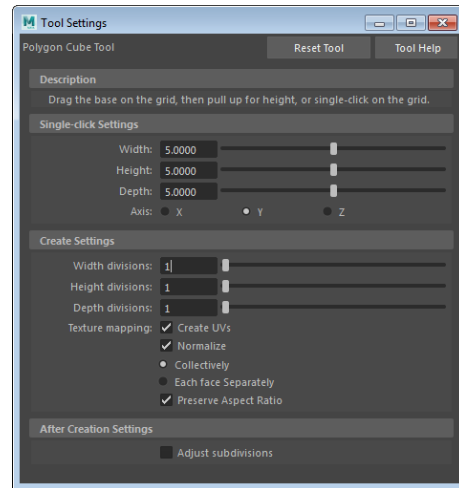 M Tool Settings
Polygon Cube Tool Reset Tool Tool Help
Description
Drag the base on the grid, then pull up for height, or single-click on the grid.
Single-click Settings
Width: 5.0000
Height: 5.0000
Depth: 5.0000
Axis: X Y Z
Create Settings
Width divisions: 1
Height divisions: 1
Depth divisions: 1
Texture mapping: Create UVs
Normalize
Collectively
Each face Separately
Preserve Aspect Ratio
After Creation Settings
Adjust subdivisions